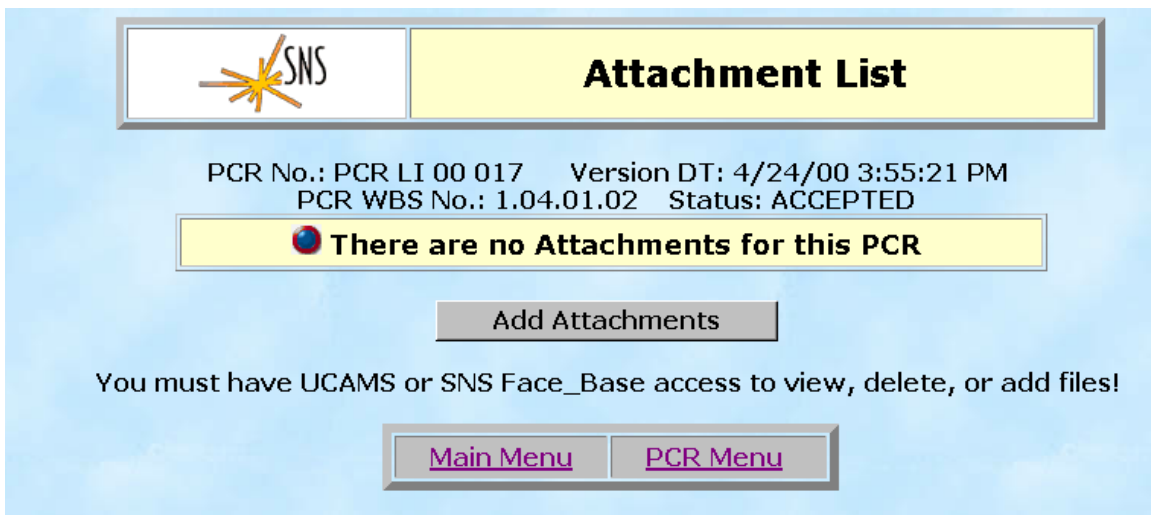 SNS
Attachment List
PCR No.: PCR LI 00 017 Version DT: 4/24/00 3:55:21 PM
PCR WBS No.: 1.04.01.02 Status: ACCEPTED
There are no Attachments for this PCR
Add Attachments
You must have UCAMS or SNS Face_Base access to view, delete, or add files!
Main Menu PCR Menu